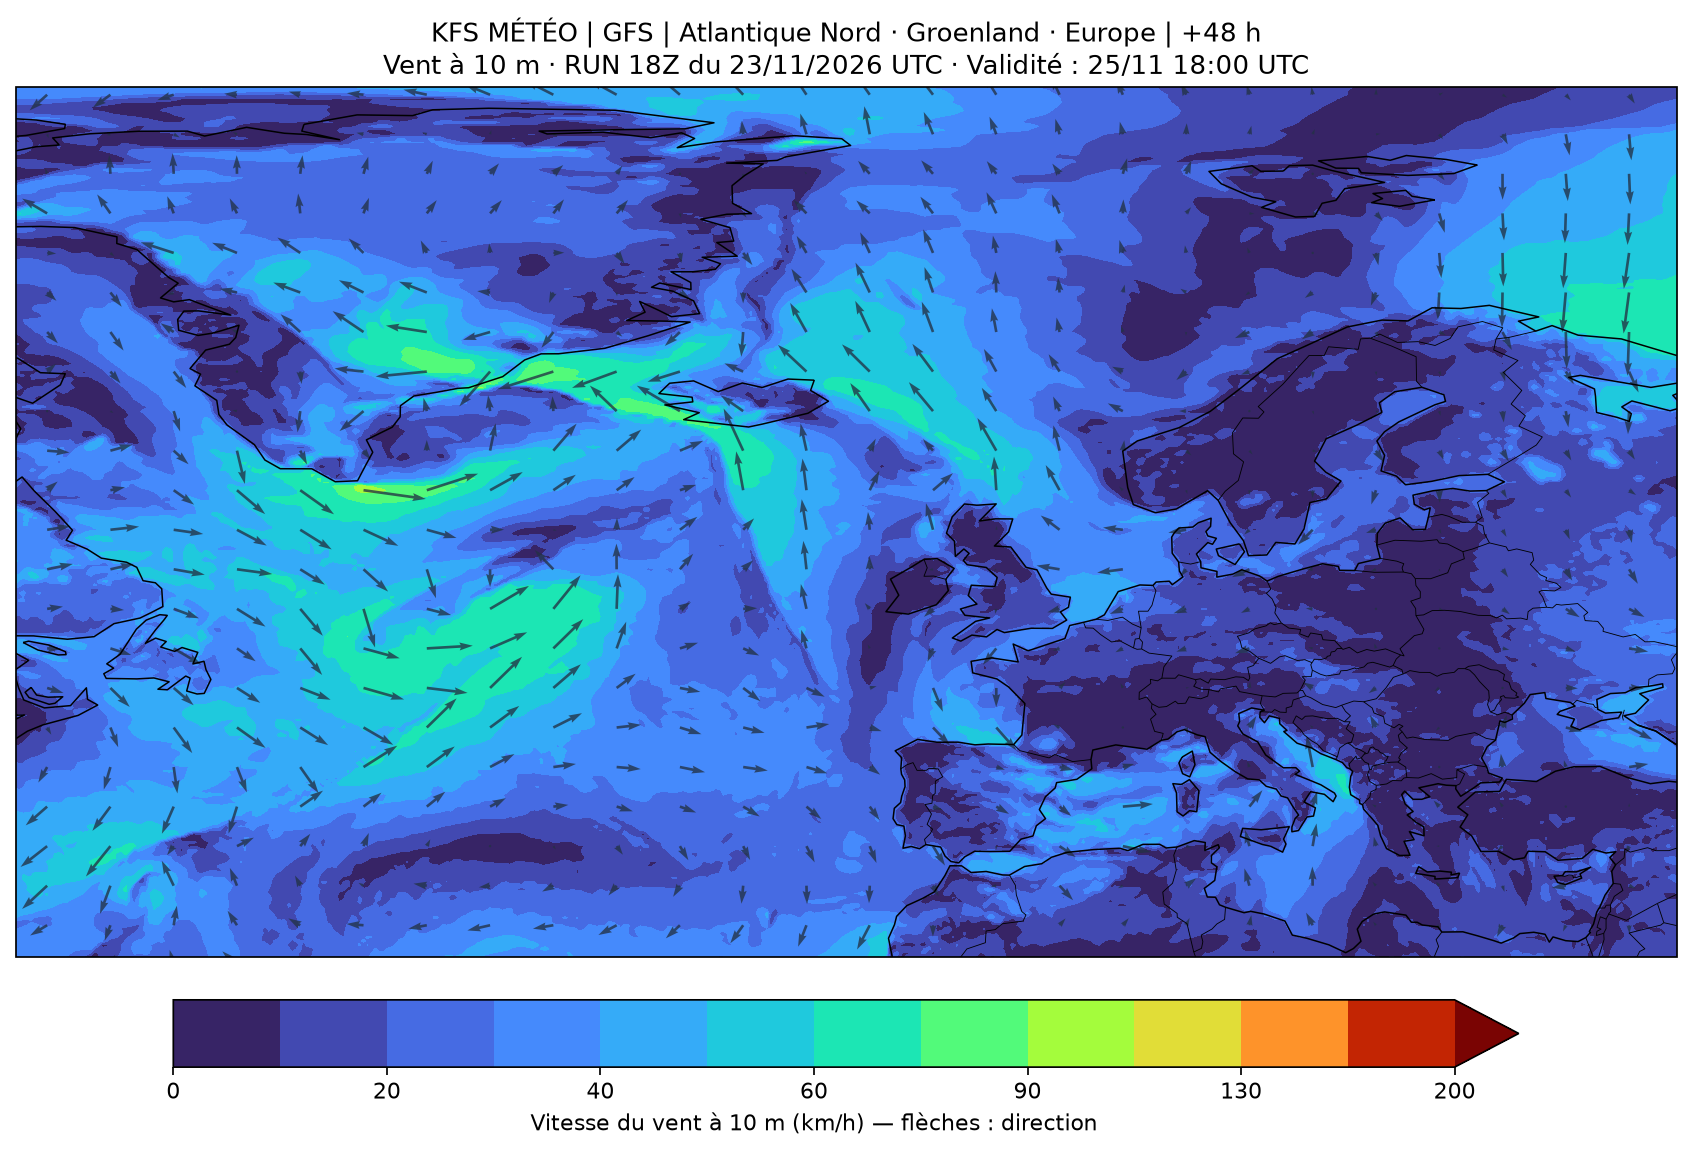 KFS MÉTÉO | GFS | Atlantique Nord · Groenland · Europe | +48 h
Vent à 10 m · RUN 18Z du 23/11/2026 UTC · Validité : 25/11 18:00 UTC
0 20 40 60 90 130 200
Vitesse du vent à 10 m (km/h) — flèches : direction